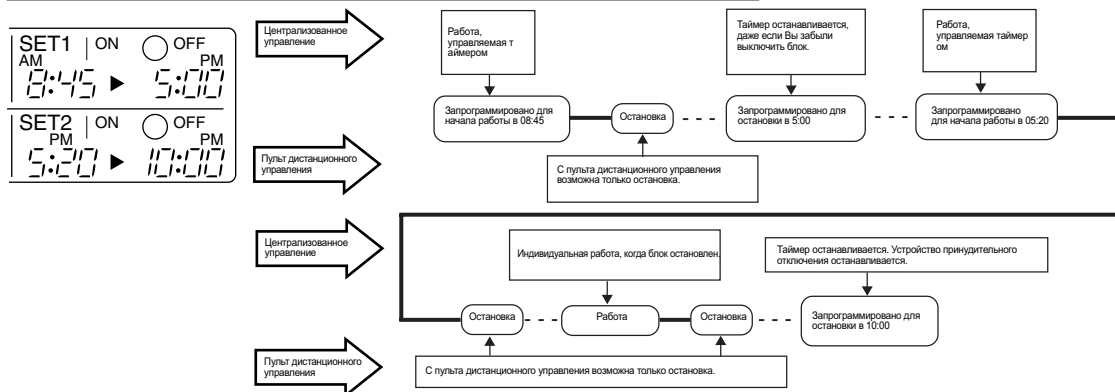 SET1 ON OFF
AM PM
8:45 ▶ 5:00
SET2 ON OFF
PM PM
5:20 ▶ 10:00
Централизованное
управление
Работа,
управляемая т
аймером
Таймер останавливается,
даже если Вы забыли
выключить блок.
Работа,
управляемая таймер
ом
Запрограммировано для
начала работы в 08:45
Остановка
Запрограммировано для
остановки в 5:00
Запрограммировано
для начала работы в 05:20
Пульт дистанционного
управления
С пульта дистанционного управления
возможна только остановка.
Централизованное
управление
Индивидуальная работа, когда блок остановлен.
Таймер останавливается. Устройство принудительного
отключения останавливается.
Остановка
Работа
Остановка
Запрограммировано для
остановки в 10:00
Пульт дистанционного
управления
С пульта дистанционного управления возможна только остановка.